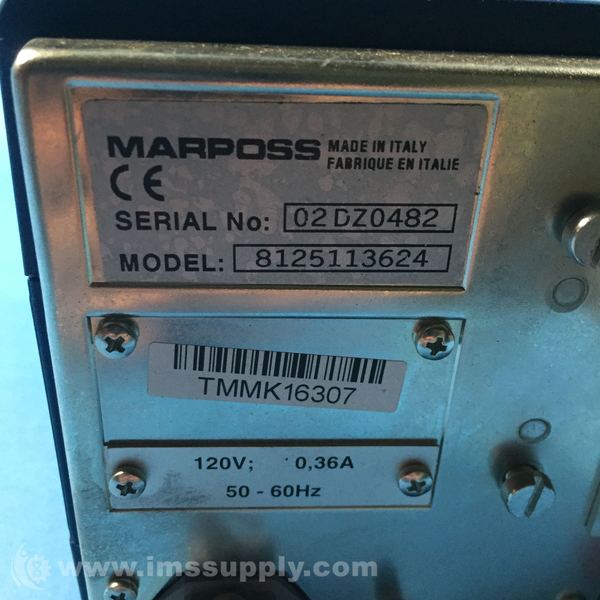 MARPOSS MADE IN ITALY
FABRIQUE EN ITALIE
CE
SERIAL No: 02DZ0482
MODEL: 8125113624
TMMK16307
120V; 0,36A
50 - 60Hz
www.imssupply.com